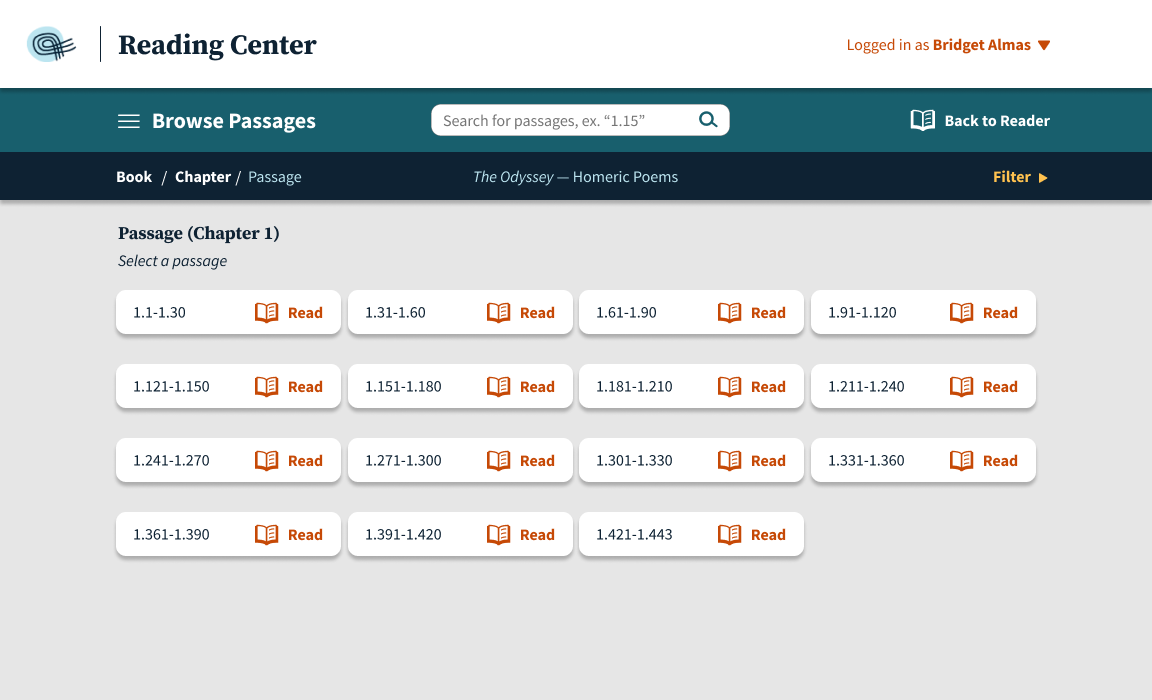 Reading Center
Logged in as Bridget Almas
Browse Passages
Search for passages, ex. “1.15”
Back to Reader
Book / Chapter / Passage
The Odyssey — Homeric Poems
Filter
Passage (Chapter 1)
Select a passage
1.1-1.30 Read
1.31-1.60 Read
1.61-1.90 Read
1.91-1.120 Read
1.121-1.150 Read
1.151-1.180 Read
1.181-1.210 Read
1.211-1.240 Read
1.241-1.270 Read
1.271-1.300 Read
1.301-1.330 Read
1.331-1.360 Read
1.361-1.390 Read
1.391-1.420 Read
1.421-1.443 Read